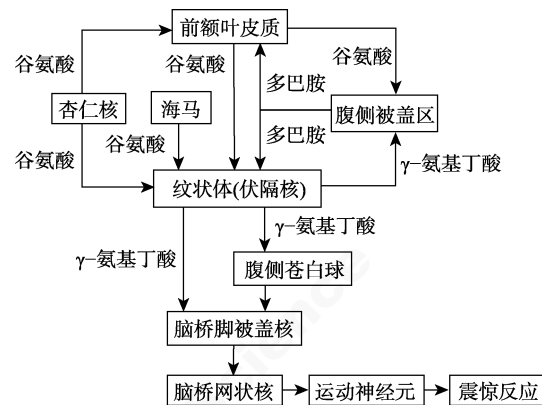 前额叶皮质
谷氨酸
谷氨酸
谷氨酸
多巴胺
杏仁核
海马
腹侧被盖区
谷氨酸
谷氨酸
多巴胺
γ-氨基丁酸
纹状体(伏隔核)
γ-氨基丁酸
γ-氨基丁酸
腹侧苍白球
脑桥脚被盖核
脑桥网状核
运动神经元
震惊反应